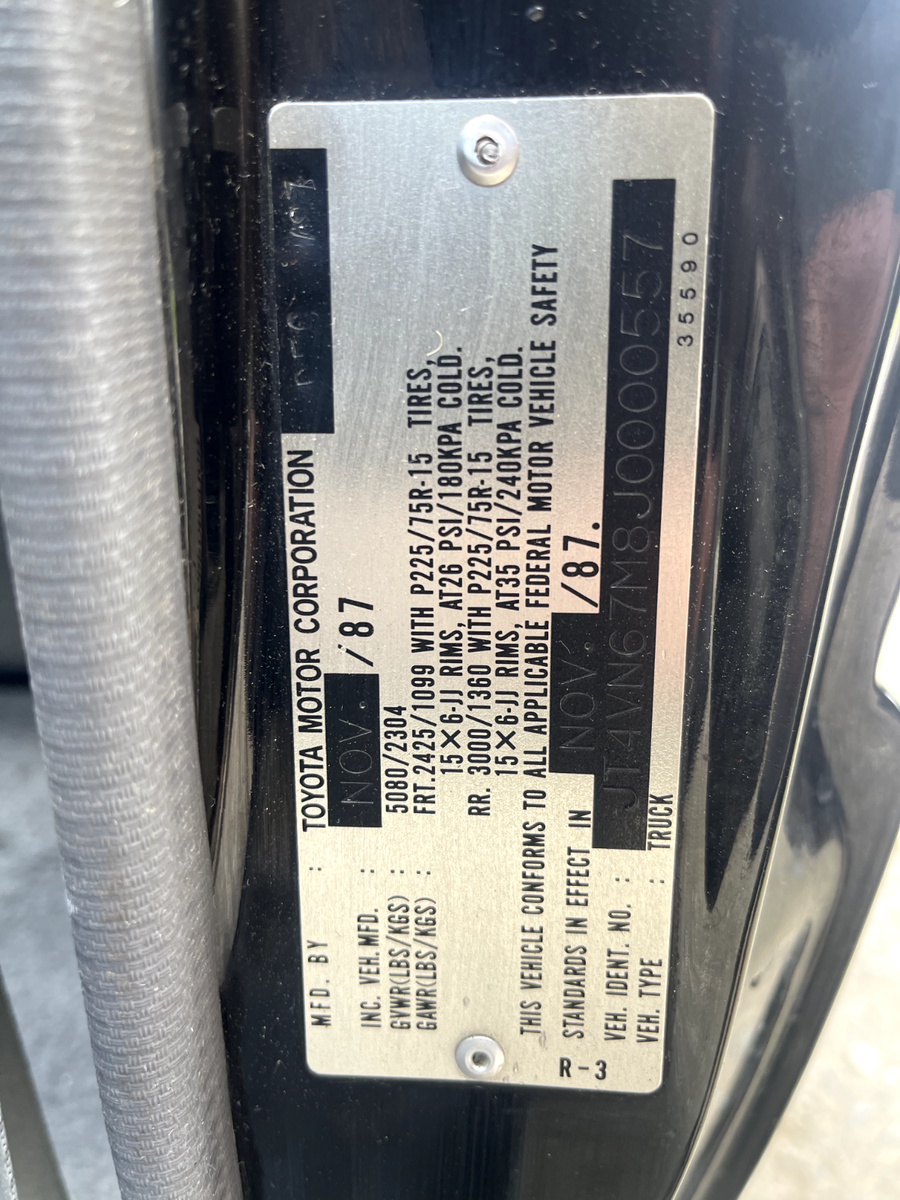 MFD. BY : TOYOTA MOTOR CORPORATION
INC. VEH.MFD. : NOV. /87
GVWR(LBS/KGS) : 5080/2304
GAWR(LBS/KGS) : FRT.2425/1099 WITH P225/75R-15 TIRES,
15×6-JJ RIMS, AT26 PSI/180KPA COLD.
RR. 3000/1360 WITH P225/75R-15 TIRES,
15×6-JJ RIMS, AT35 PSI/240KPA COLD.
THIS VEHICLE CONFORMS TO ALL APPLICABLE FEDERAL MOTOR VEHICLE SAFETY
STANDARDS IN EFFECT IN NOV. /87.
VEH. IDENT. NO. : JT4VN67M8J0000557
VEH. TYPE : TRUCK
35590
R-3